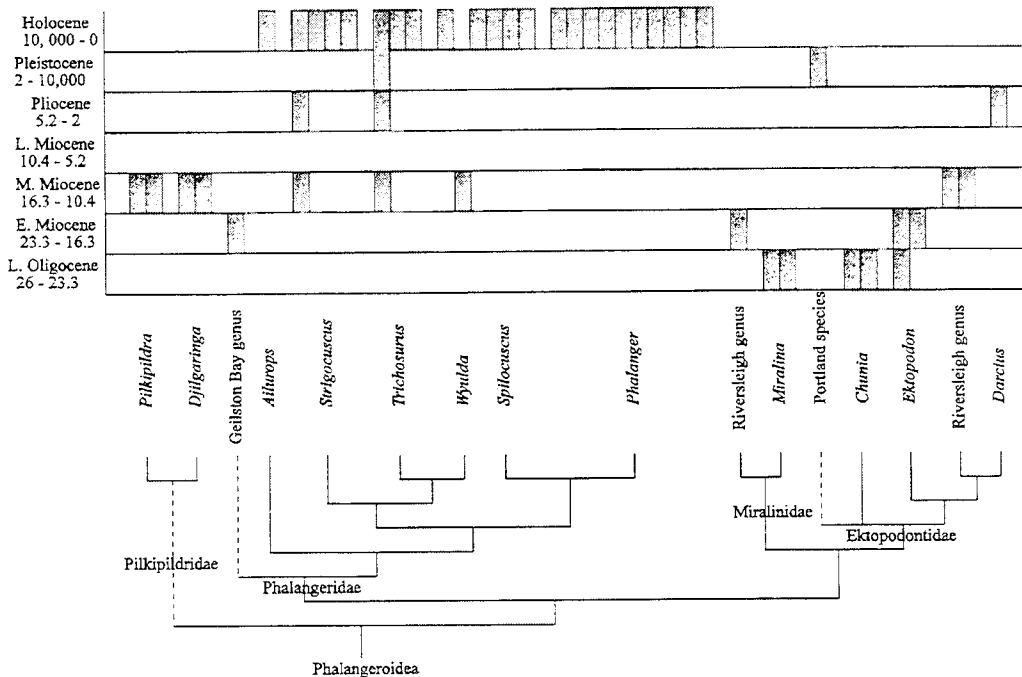 Holocene
10, 000 - 0
Pleistocene
2 - 10,000
Pliocene
5.2 - 2
L. Miocene
10.4 - 5.2
M. Miocene
16.3 - 10.4
E. Miocene
23.3 - 16.3
L. Oligocene
26 - 23.3
Pilkipildra
Djilgaringa
Geilston Bay genus
Ailurops
Strigocuscus
Trichosurus
Wyulda
Spilocuscus
Phalanger
Riversleigh genus
Miralina
Portland species
Chunia
Ektopodon
Riversleigh genus
Darcius
Miralinidae
Ektopodontidae
Pilkipildridae
Phalangeridae
Phalangeroidea